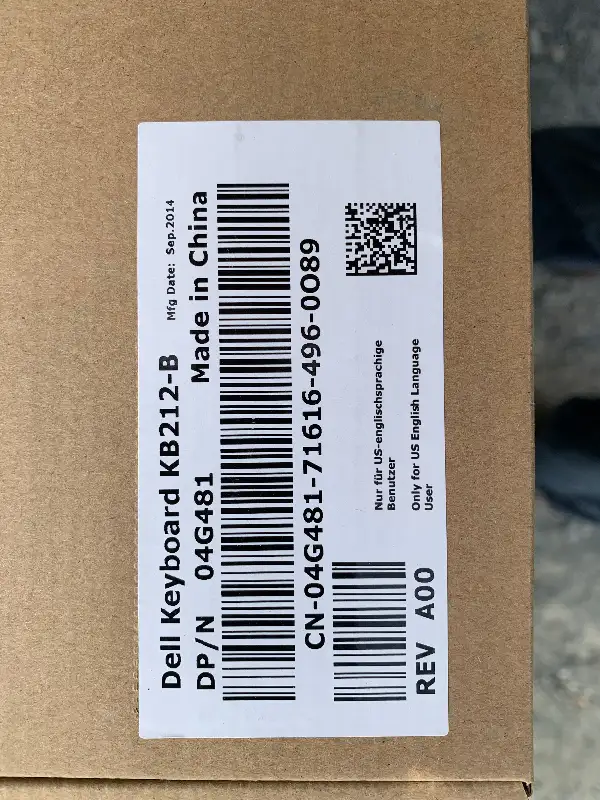 Dell Keyboard KB212-B Mfg Date: Sep.2014
DP/N 04G481 Made in China
CN-04G481-71616-496-0O89
Nur für US-englischsprachige
Benutzer
Only for US English Language
User
REV A00